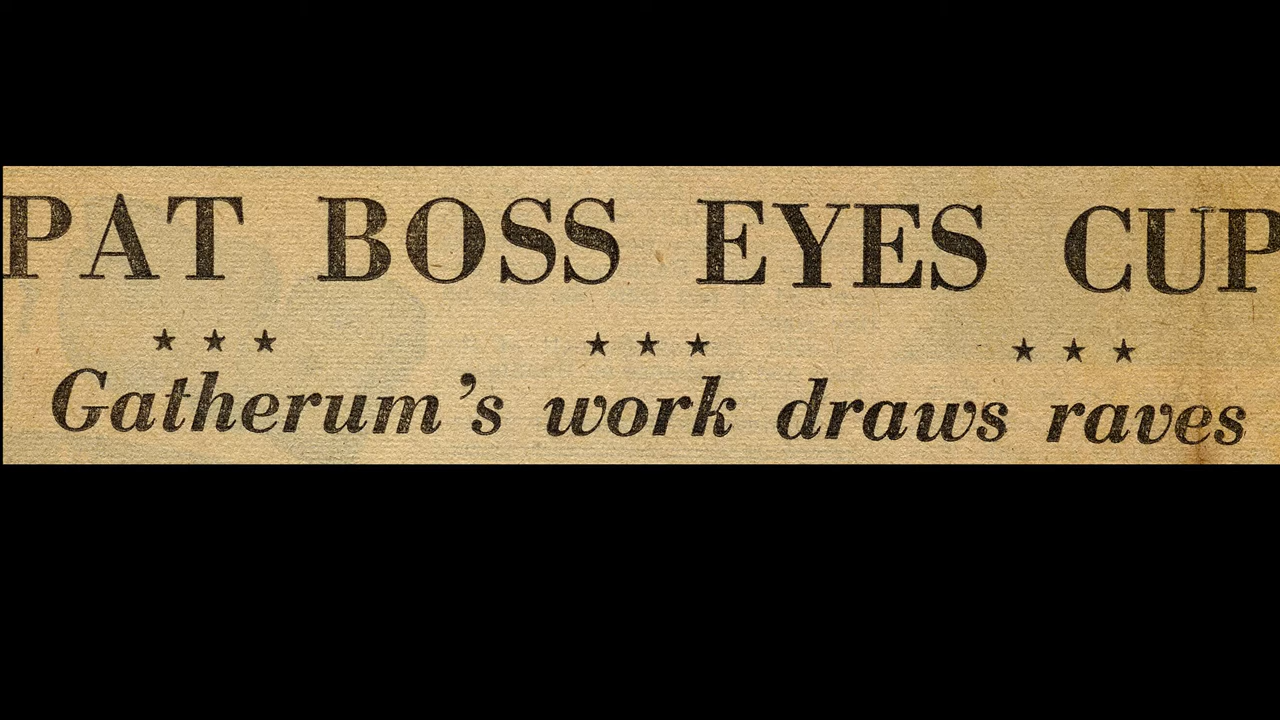 PAT BOSS EYES CUP
★ ★ ★ ★ ★ ★ ★ ★ ★
Gatherum's work draws raves